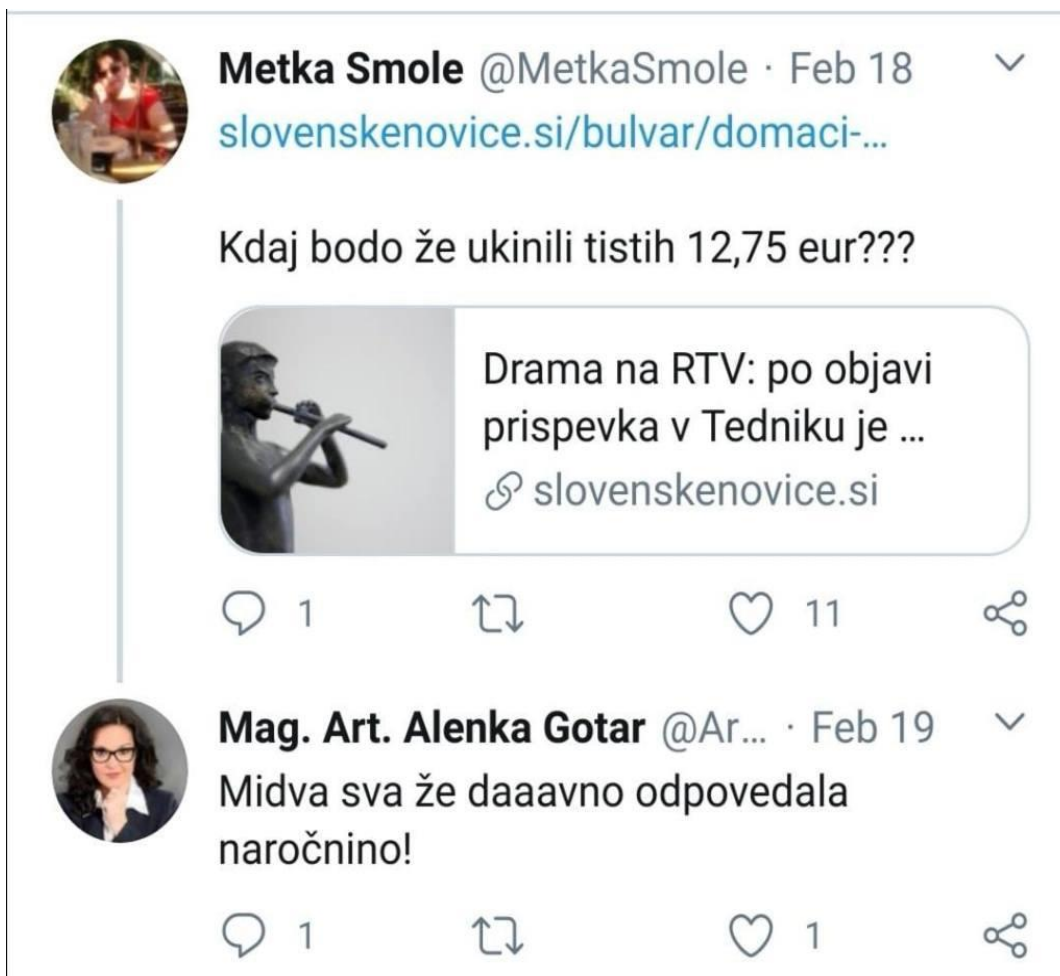 Metka Smole @MetkaSmole · Feb 18
slovenskenovice.si/bulvar/domaci-...
Kdaj bodo že ukinili tistih 12,75 eur???
Drama na RTV: po objavi
prispevka v Tedniku je ...
slovenskenovice.si
1 11
Mag. Art. Alenka Gotar @Ar... · Feb 19
Midva sva že daaavno odpovedala
naročnino!
1 1